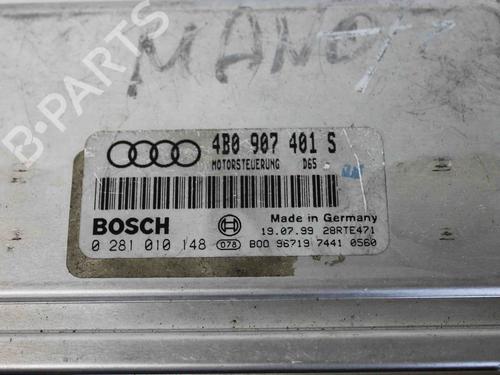 MANO
4B0 907 401 S
MOTORSTEUERUNG D65
BOSCH
Made in Germany
19.07.99 28RTE471
0 281 010 148 078 B00 96719 7441 0560
B-PARTS